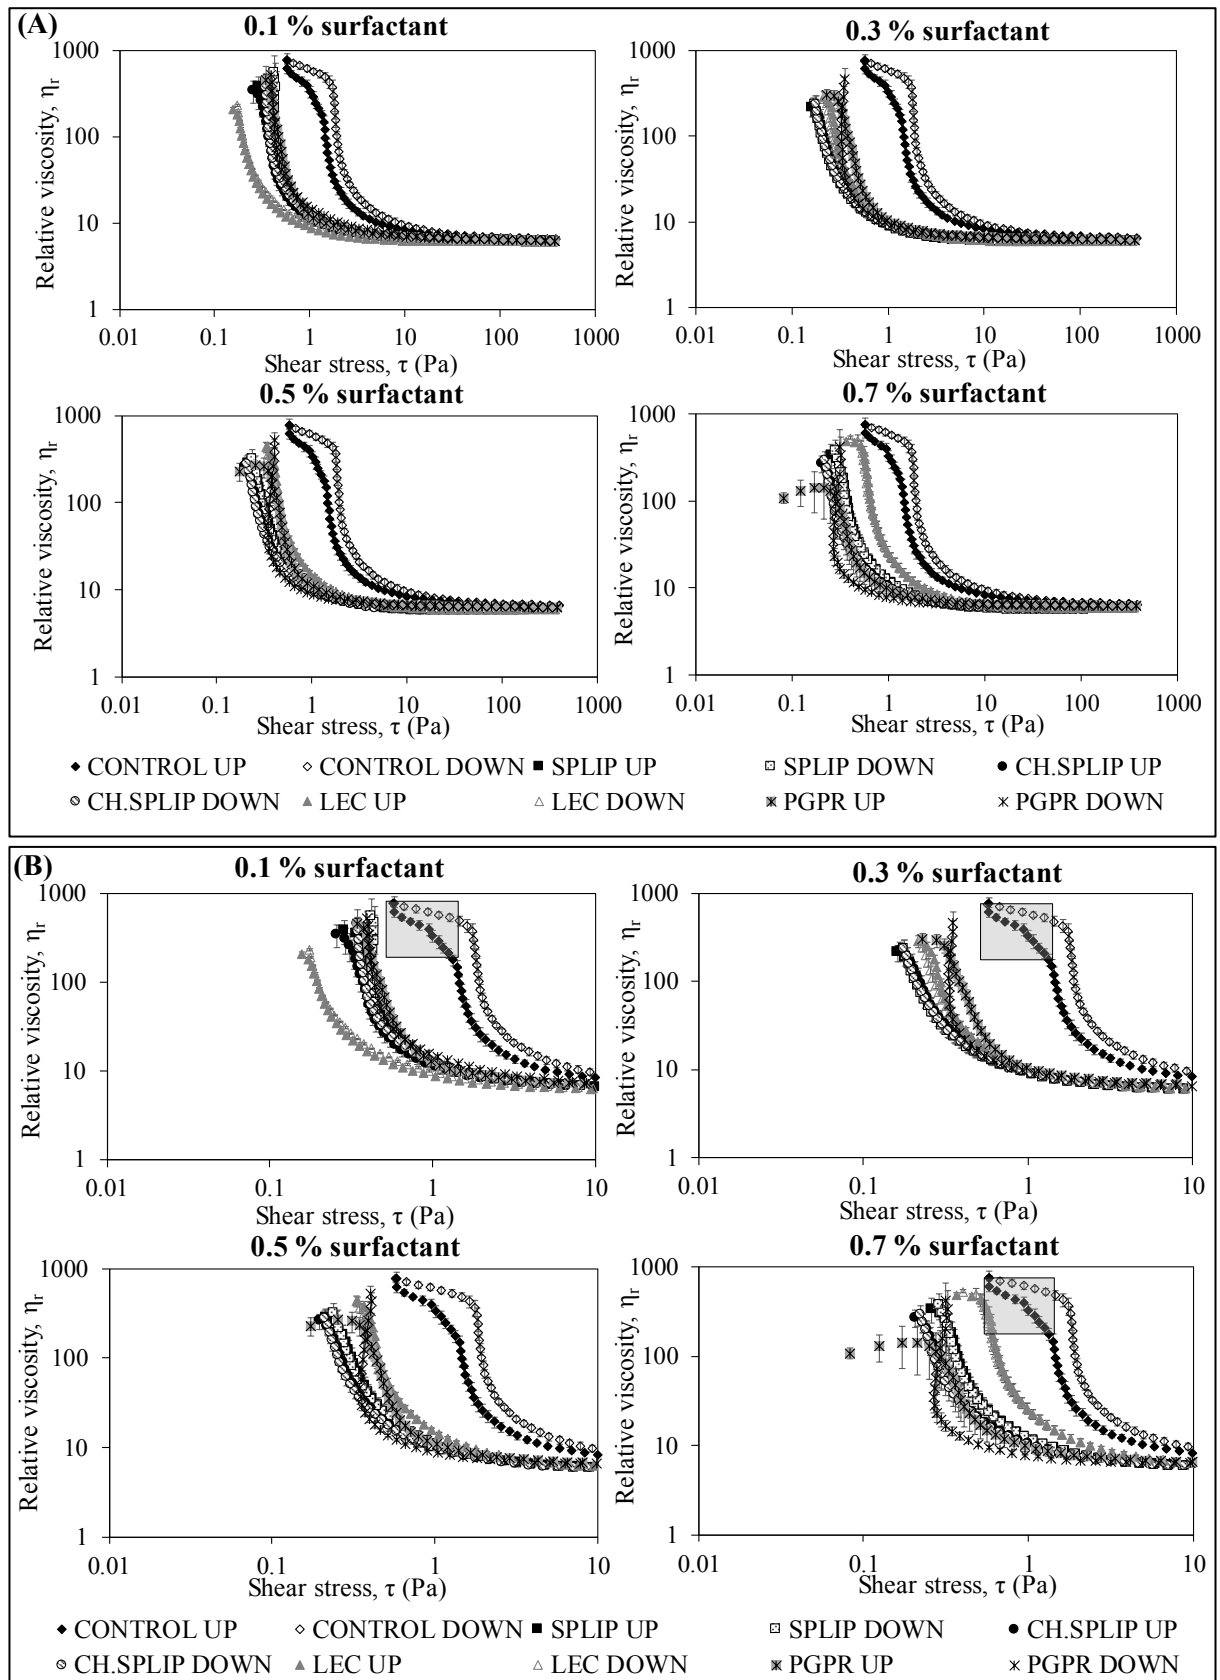 (A)
0.1 % surfactant
0.3 % surfactant
Relative viscosity, ηr
1000
100
10
1
0.01 0.1 1 10 100 1000
Shear stress, τ (Pa)
Relative viscosity, ηr
1000
100
10
1
0.01 0.1 1 10 100 1000
Shear stress, τ (Pa)
0.5 % surfactant
0.7 % surfactant
Relative viscosity, ηr
1000
100
10
1
0.01 0.1 1 10 100 1000
Shear stress, τ (Pa)
Relative viscosity, ηr
1000
100
10
1
0.01 0.1 1 10 100 1000
Shear stress, τ (Pa)
CONTROL UP CONTROL DOWN SPLIP UP SPLIP DOWN CH.SPLIP UP
CH.SPLIP DOWN LEC UP LEC DOWN PGPR UP PGPR DOWN
(B)
0.1 % surfactant
0.3 % surfactant
Relative viscosity, ηr
1000
100
10
1
0.01 0.1 1 10
Shear stress, τ (Pa)
Relative viscosity, ηr
1000
100
10
1
0.01 0.1 1 10
Shear stress, τ (Pa)
0.5 % surfactant
0.7 % surfactant
Relative viscosity, ηr
1000
100
10
1
0.01 0.1 1 10
Shear stress, τ (Pa)
Relative viscosity, ηr
1000
100
10
1
0.01 0.1 1 10
Shear stress, τ (Pa)
CONTROL UP CONTROL DOWN SPLIP UP SPLIP DOWN CH.SPLIP UP
CH.SPLIP DOWN LEC UP LEC DOWN PGPR UP PGPR DOWN